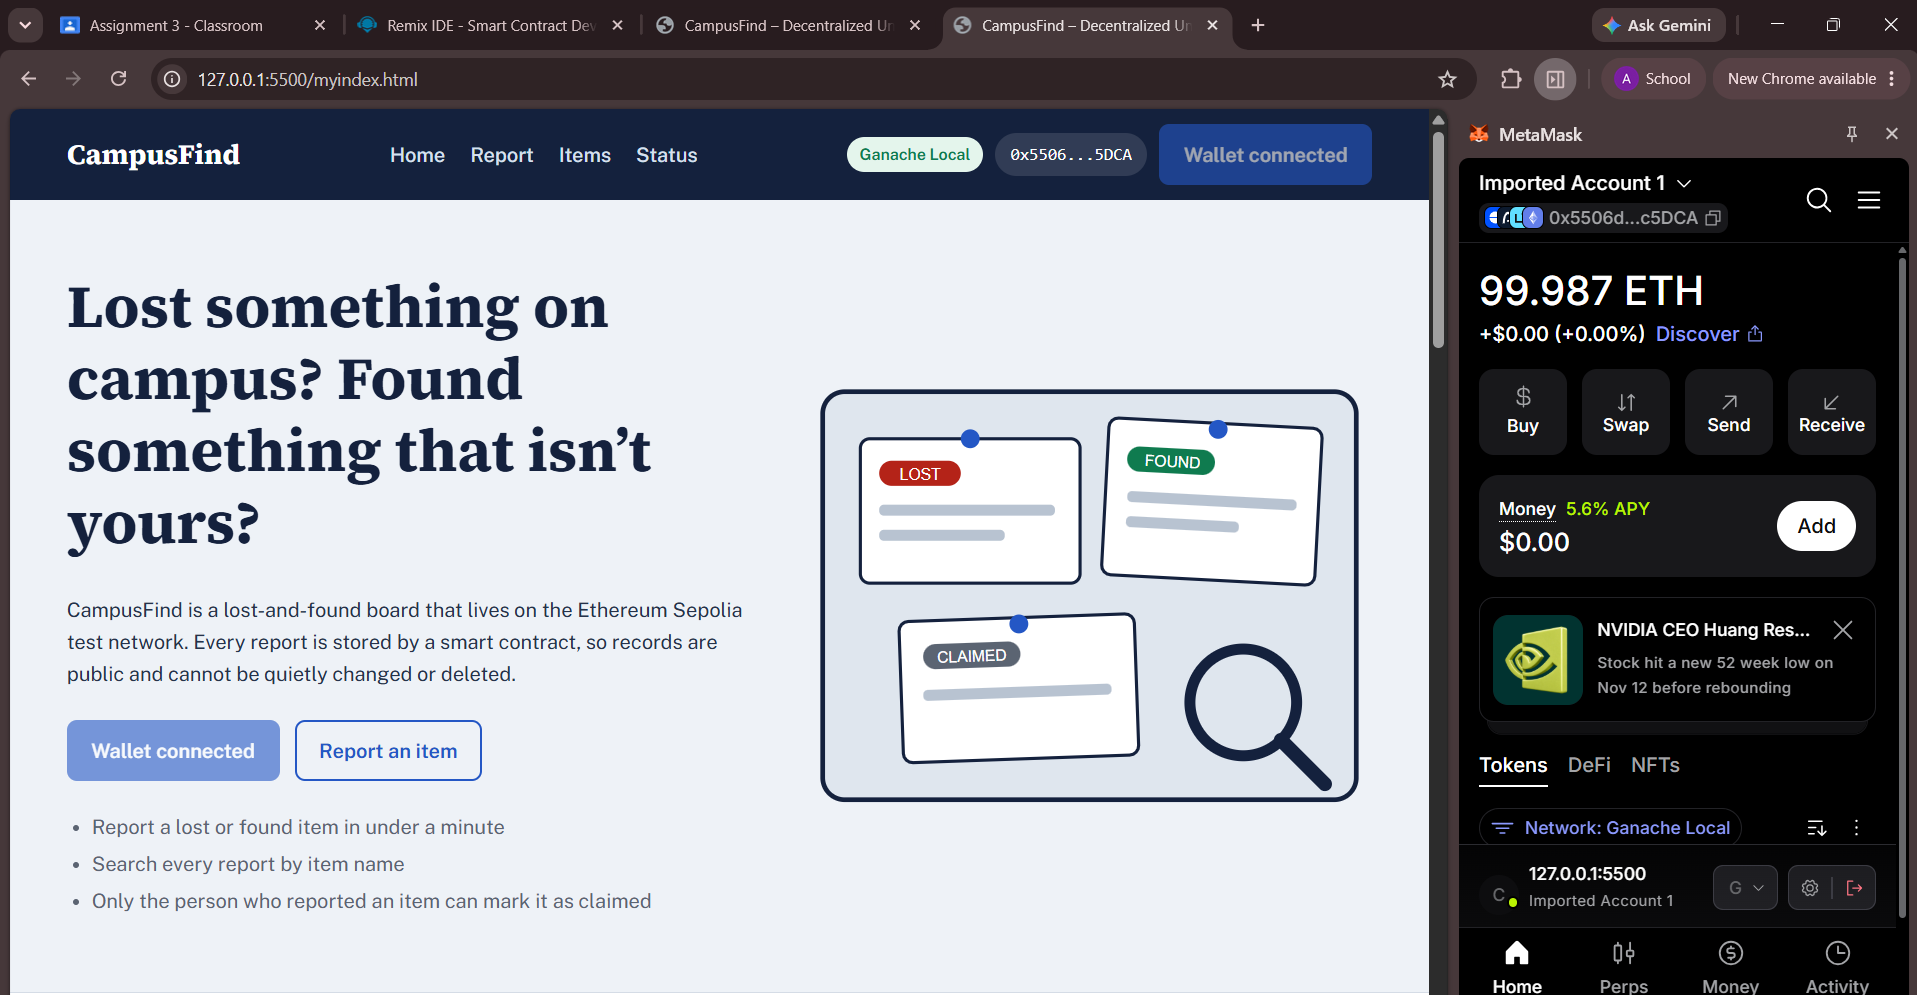 Assignment 3 - Classroom
Remix IDE - Smart Contract Dev
CampusFind – Decentralized Un
CampusFind – Decentralized Un
Ask Gemini
127.0.0.1:5500/myindex.html
A School
New Chrome available
CampusFind
Home Report Items Status
Ganache Local
0x5506...5DCA
Wallet connected
Lost something on
campus? Found
something that isn’t
yours?
CampusFind is a lost-and-found board that lives on the Ethereum Sepolia
test network. Every report is stored by a smart contract, so records are
public and cannot be quietly changed or deleted.
Wallet connected
Report an item
• Report a lost or found item in under a minute
• Search every report by item name
• Only the person who reported an item can mark it as claimed
LOST
FOUND
CLAIMED
MetaMask
Imported Account 1
0x5506d...c5DCA
99.987 ETH
+$0.00 (+0.00%) Discover
Buy
Swap
Send
Receive
Money 5.6% APY
$0.00
Add
NVIDIA CEO Huang Res...
Stock hit a new 52 week low on
Nov 12 before rebounding
Tokens DeFi NFTs
Network: Ganache Local
C
127.0.0.1:5500
Imported Account 1
G
Home Perps Money Activity